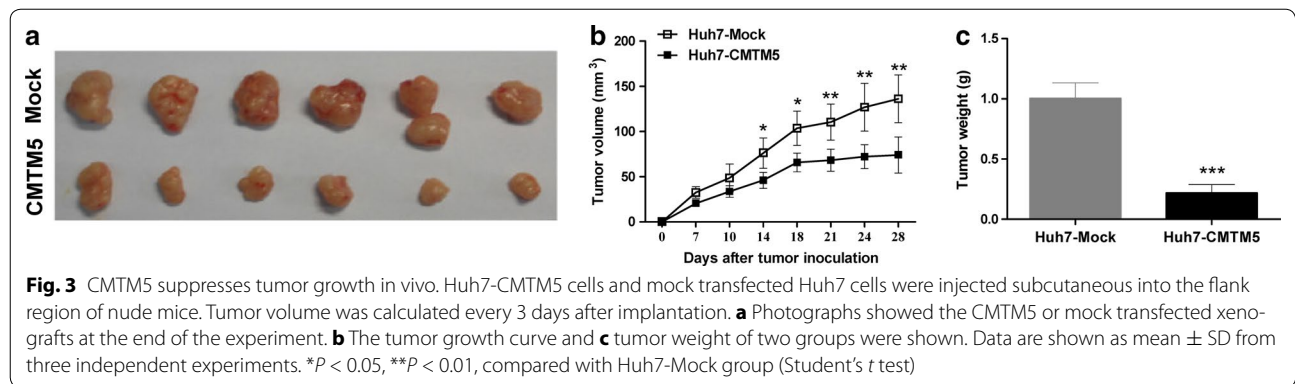 a
Mock
CMTM5
b
Huh7-Mock
Huh7-CMTM5
Tumor volume (mm³)
200
150
100
50
0
*
*
**
**
**
0 7 10 14 18 21 24 28
Days after tumor inoculation
c
Tumor weight (g)
1.5
1.0
0.5
0.0
***
Huh7-Mock Huh7-CMTM5
Fig. 3 CMTM5 suppresses tumor growth in vivo. Huh7-CMTM5 cells and mock transfected Huh7 cells were injected subcutaneous into the flank
region of nude mice. Tumor volume was calculated every 3 days after implantation. a Photographs showed the CMTM5 or mock transfected xeno-
grafts at the end of the experiment. b The tumor growth curve and c tumor weight of two groups were shown. Data are shown as mean ± SD from
three independent experiments. *P < 0.05, **P < 0.01, compared with Huh7-Mock group (Student's t test)